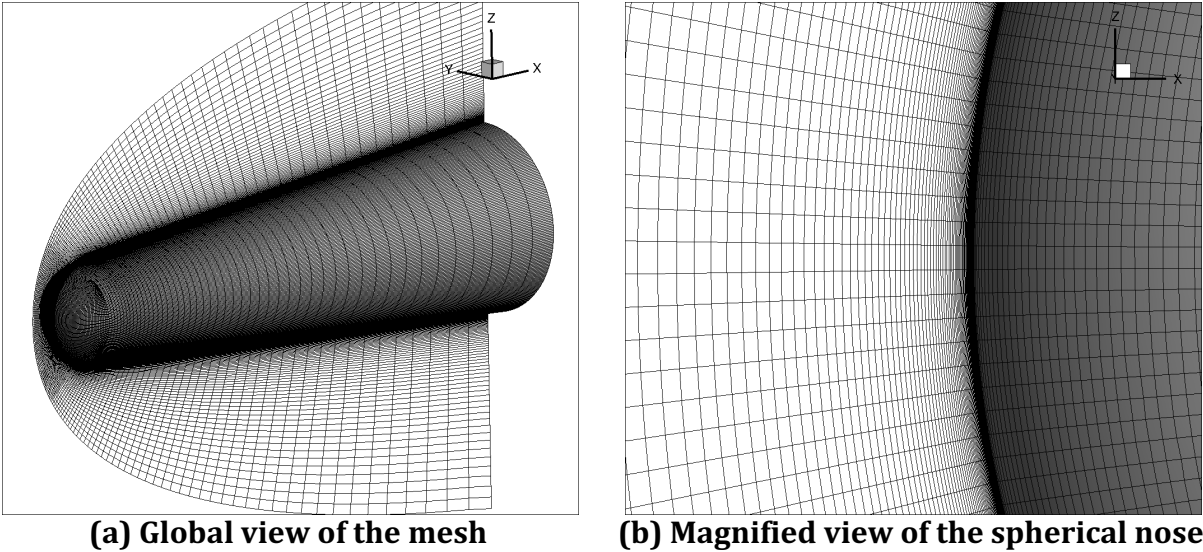 Z
Y
X
Z
X
(a) Global view of the mesh
(b) Magnified view of the spherical nose